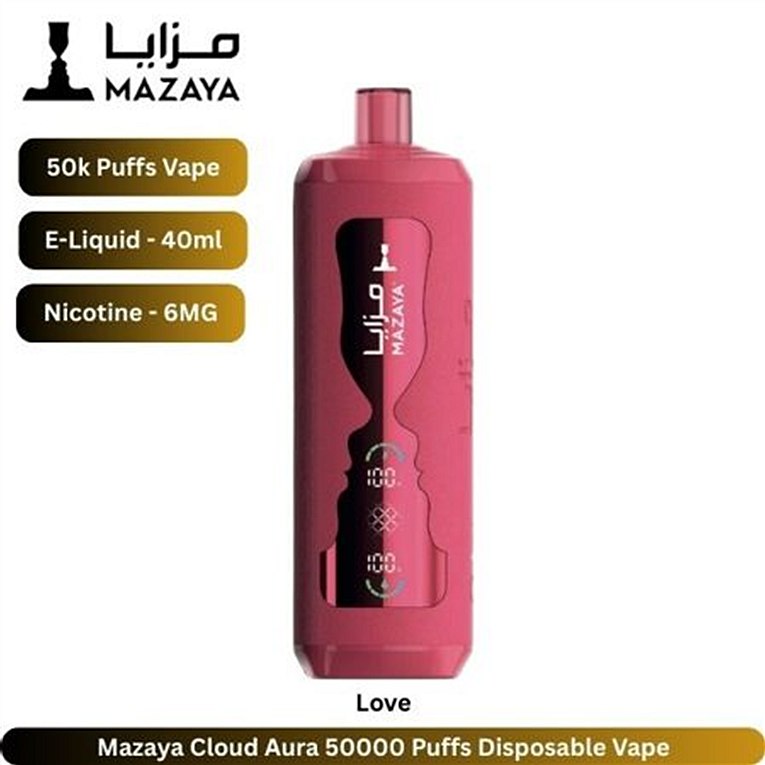 مزايا
MAZAYA
50k Puffs Vape
E-Liquid - 40ml
Nicotine - 6MG
مزايا
MAZAYA
Love
Mazaya Cloud Aura 50000 Puffs Disposable Vape